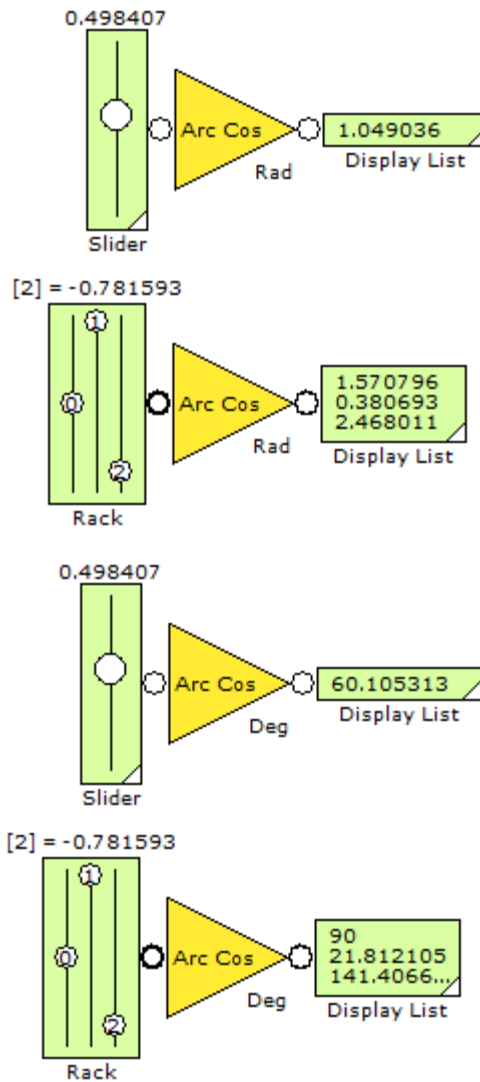 0.498407
Arc Cos
1.049036
Rad
Display List
Slider
[2] = -0.781593
1
0
2
Arc Cos
1.570796
0.380693
2.468011
Rad
Display List
Rack
0.498407
Arc Cos
60.105313
Deg
Display List
Slider
[2] = -0.781593
1
0
2
Arc Cos
90
21.812105
141.4066...
Deg
Display List
Rack